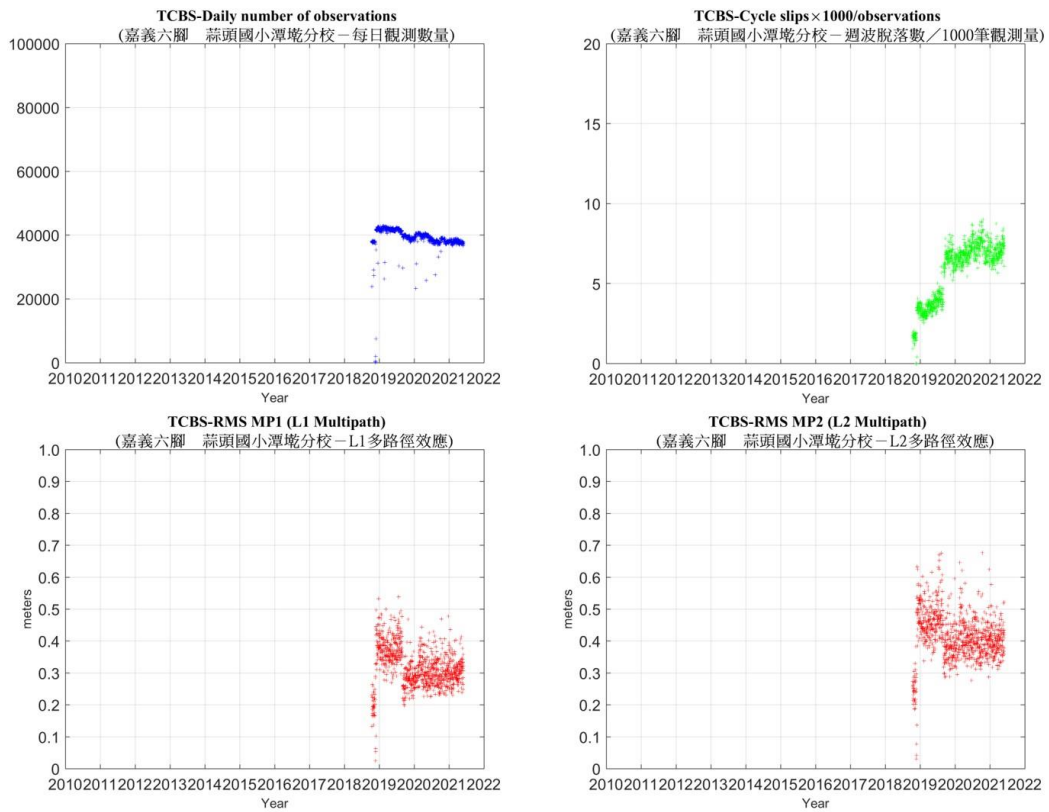 TCBS-Daily number of observations
(嘉義六腳　蒜頭國小潭墘分校－每日觀測數量)
100000
80000
60000
40000
20000
0
2010 2011 2012 2013 2014 2015 2016 2017 2018 2019 2020 2021 2022
Year
TCBS-Cycle slips×1000/observations
(嘉義六腳　蒜頭國小潭墘分校－週波脫落數／1000筆觀測量)
20
15
10
5
0
2010 2011 2012 2013 2014 2015 2016 2017 2018 2019 2020 2021 2022
Year
TCBS-RMS MP1 (L1 Multipath)
(嘉義六腳　蒜頭國小潭墘分校－L1多路徑效應)
1.0
0.9
0.8
0.7
0.6
0.5
0.4
0.3
0.2
0.1
0
meters
2010 2011 2012 2013 2014 2015 2016 2017 2018 2019 2020 2021 2022
Year
TCBS-RMS MP2 (L2 Multipath)
(嘉義六腳　蒜頭國小潭墘分校－L2多路徑效應)
1.0
0.9
0.8
0.7
0.6
0.5
0.4
0.3
0.2
0.1
0
meters
2010 2011 2012 2013 2014 2015 2016 2017 2018 2019 2020 2021 2022
Year